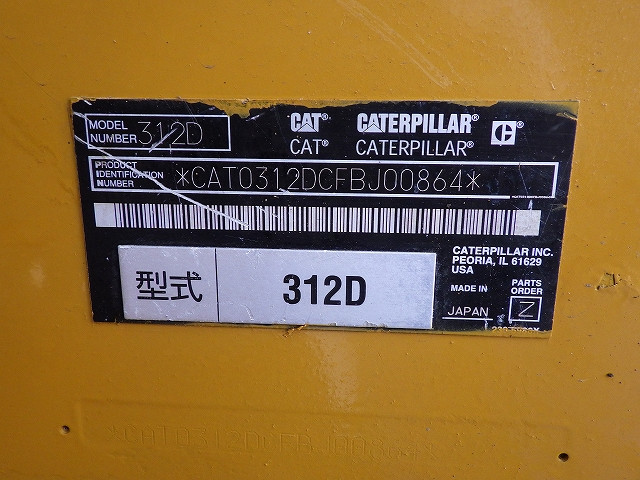 MODEL NUMBER 312D
CAT® CATERPILLAR®
CAT® CATERPILLAR®
PRODUCT IDENTIFICATION NUMBER *CAT0312DCFBJ00864*
CATERPILLAR INC.
PEORIA, IL 61629
USA
型式 312D
MADE IN JAPAN
PARTS ORDER Z